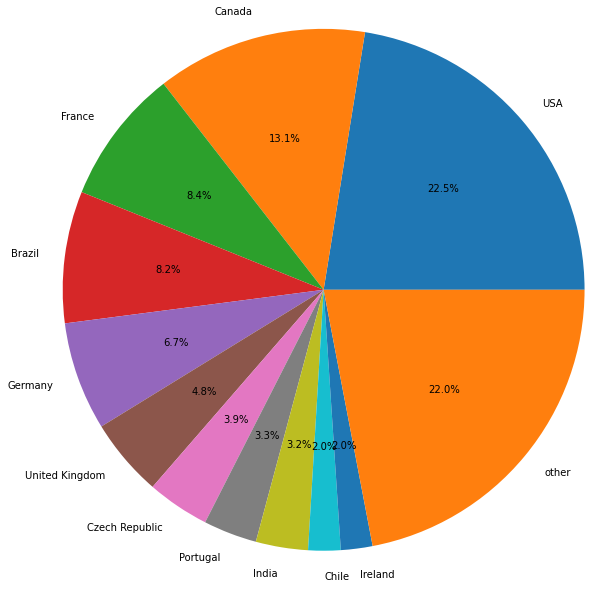 Canada
USA
France
13.1%
22.5%
8.4%
Brazil
8.2%
6.7%
Germany
4.8%
22.0%
3.9%
3.3%
3.2%
2.0%
2.0%
United Kingdom
other
Czech Republic
Portugal
India
Chile
Ireland